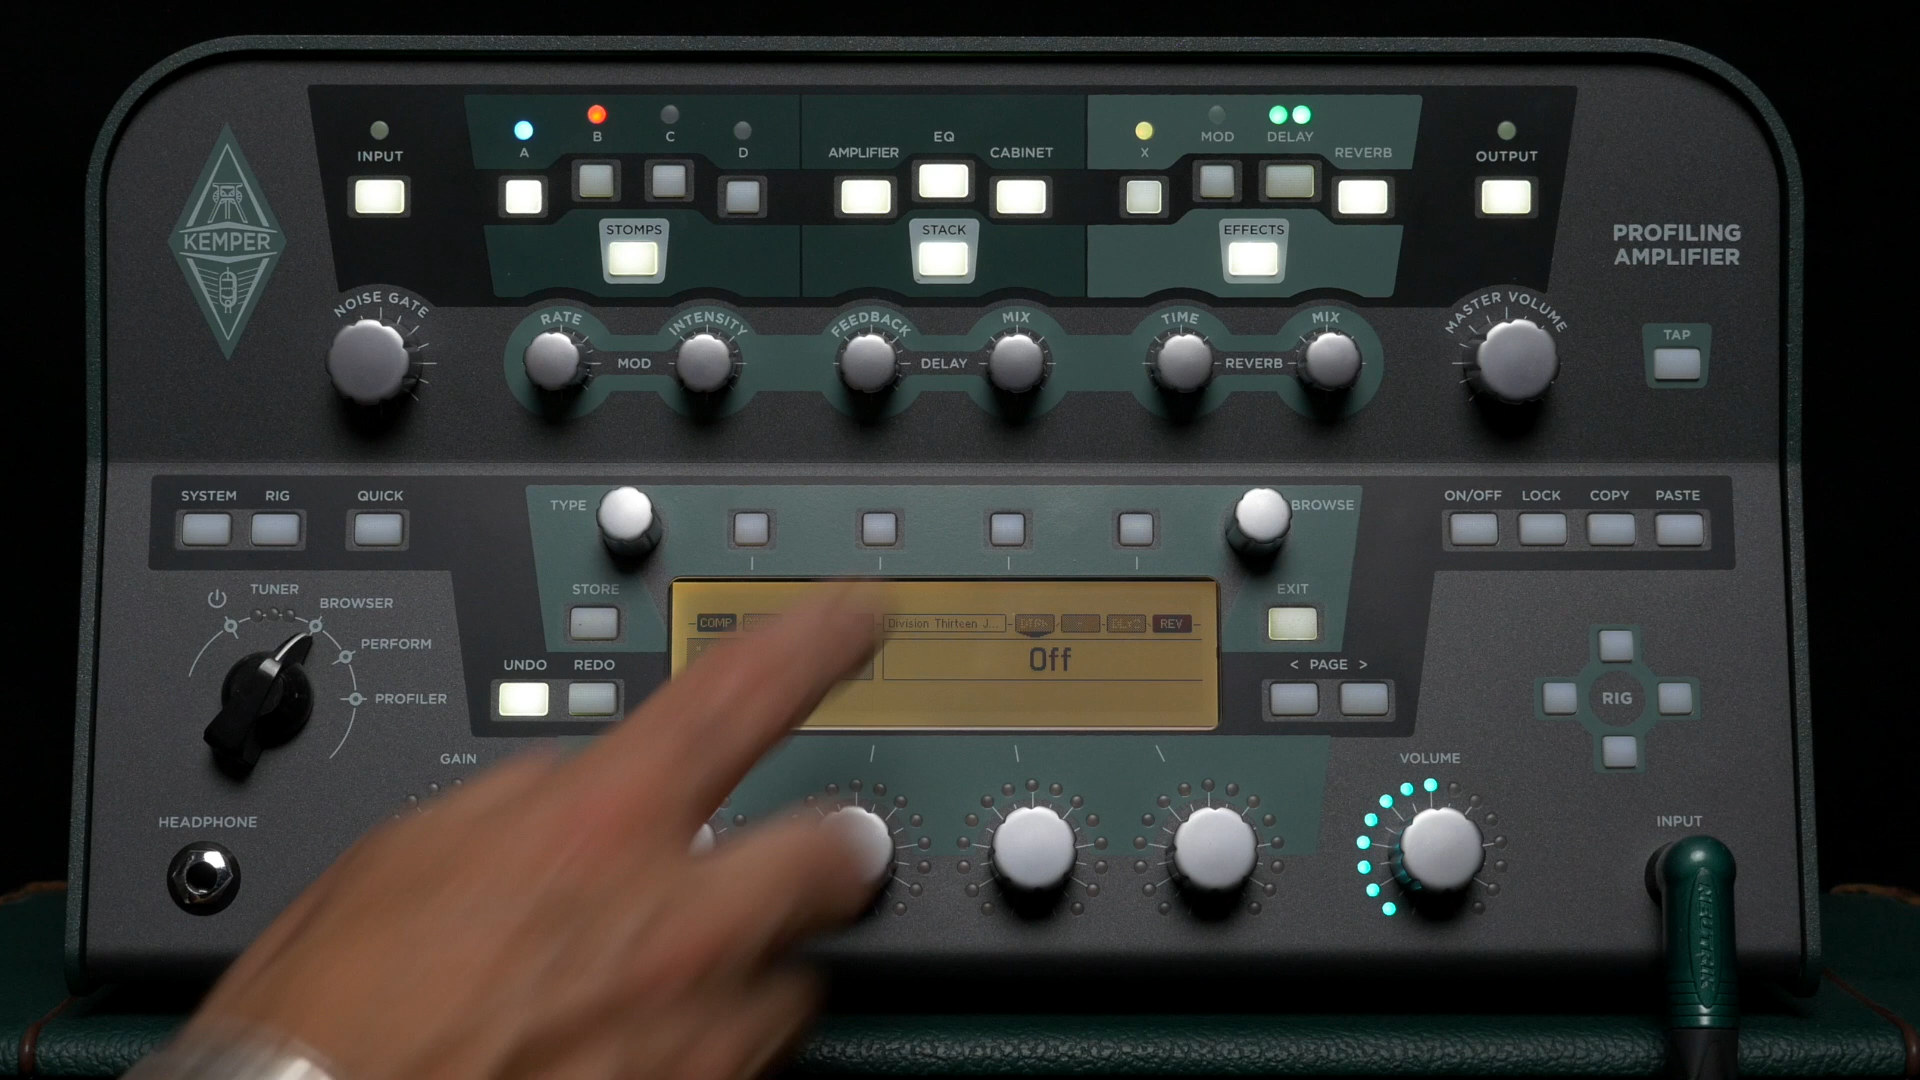 INPUT
A
B
C
D
AMPLIFIER
EQ
CABINET
X
MOD
DELAY
REVERB
OUTPUT
KEMPER
STOMPS
STACK
EFFECTS
PROFILING
AMPLIFIER
NOISE GATE
RATE
MOD
INTENSITY
FEEDBACK
DELAY
MIX
TIME
REVERB
MIX
MASTER VOLUME
TAP
SYSTEM
RIG
QUICK
TYPE
BROWSE
ON/OFF
LOCK
COPY
PASTE
TUNER
BROWSER
PERFORM
PROFILER
STORE
EXIT
COMP
Division Thirteen J...
REV
Off
UNDO
REDO
< PAGE >
RIG
GAIN
VOLUME
HEADPHONE
INPUT
NEUTRIK